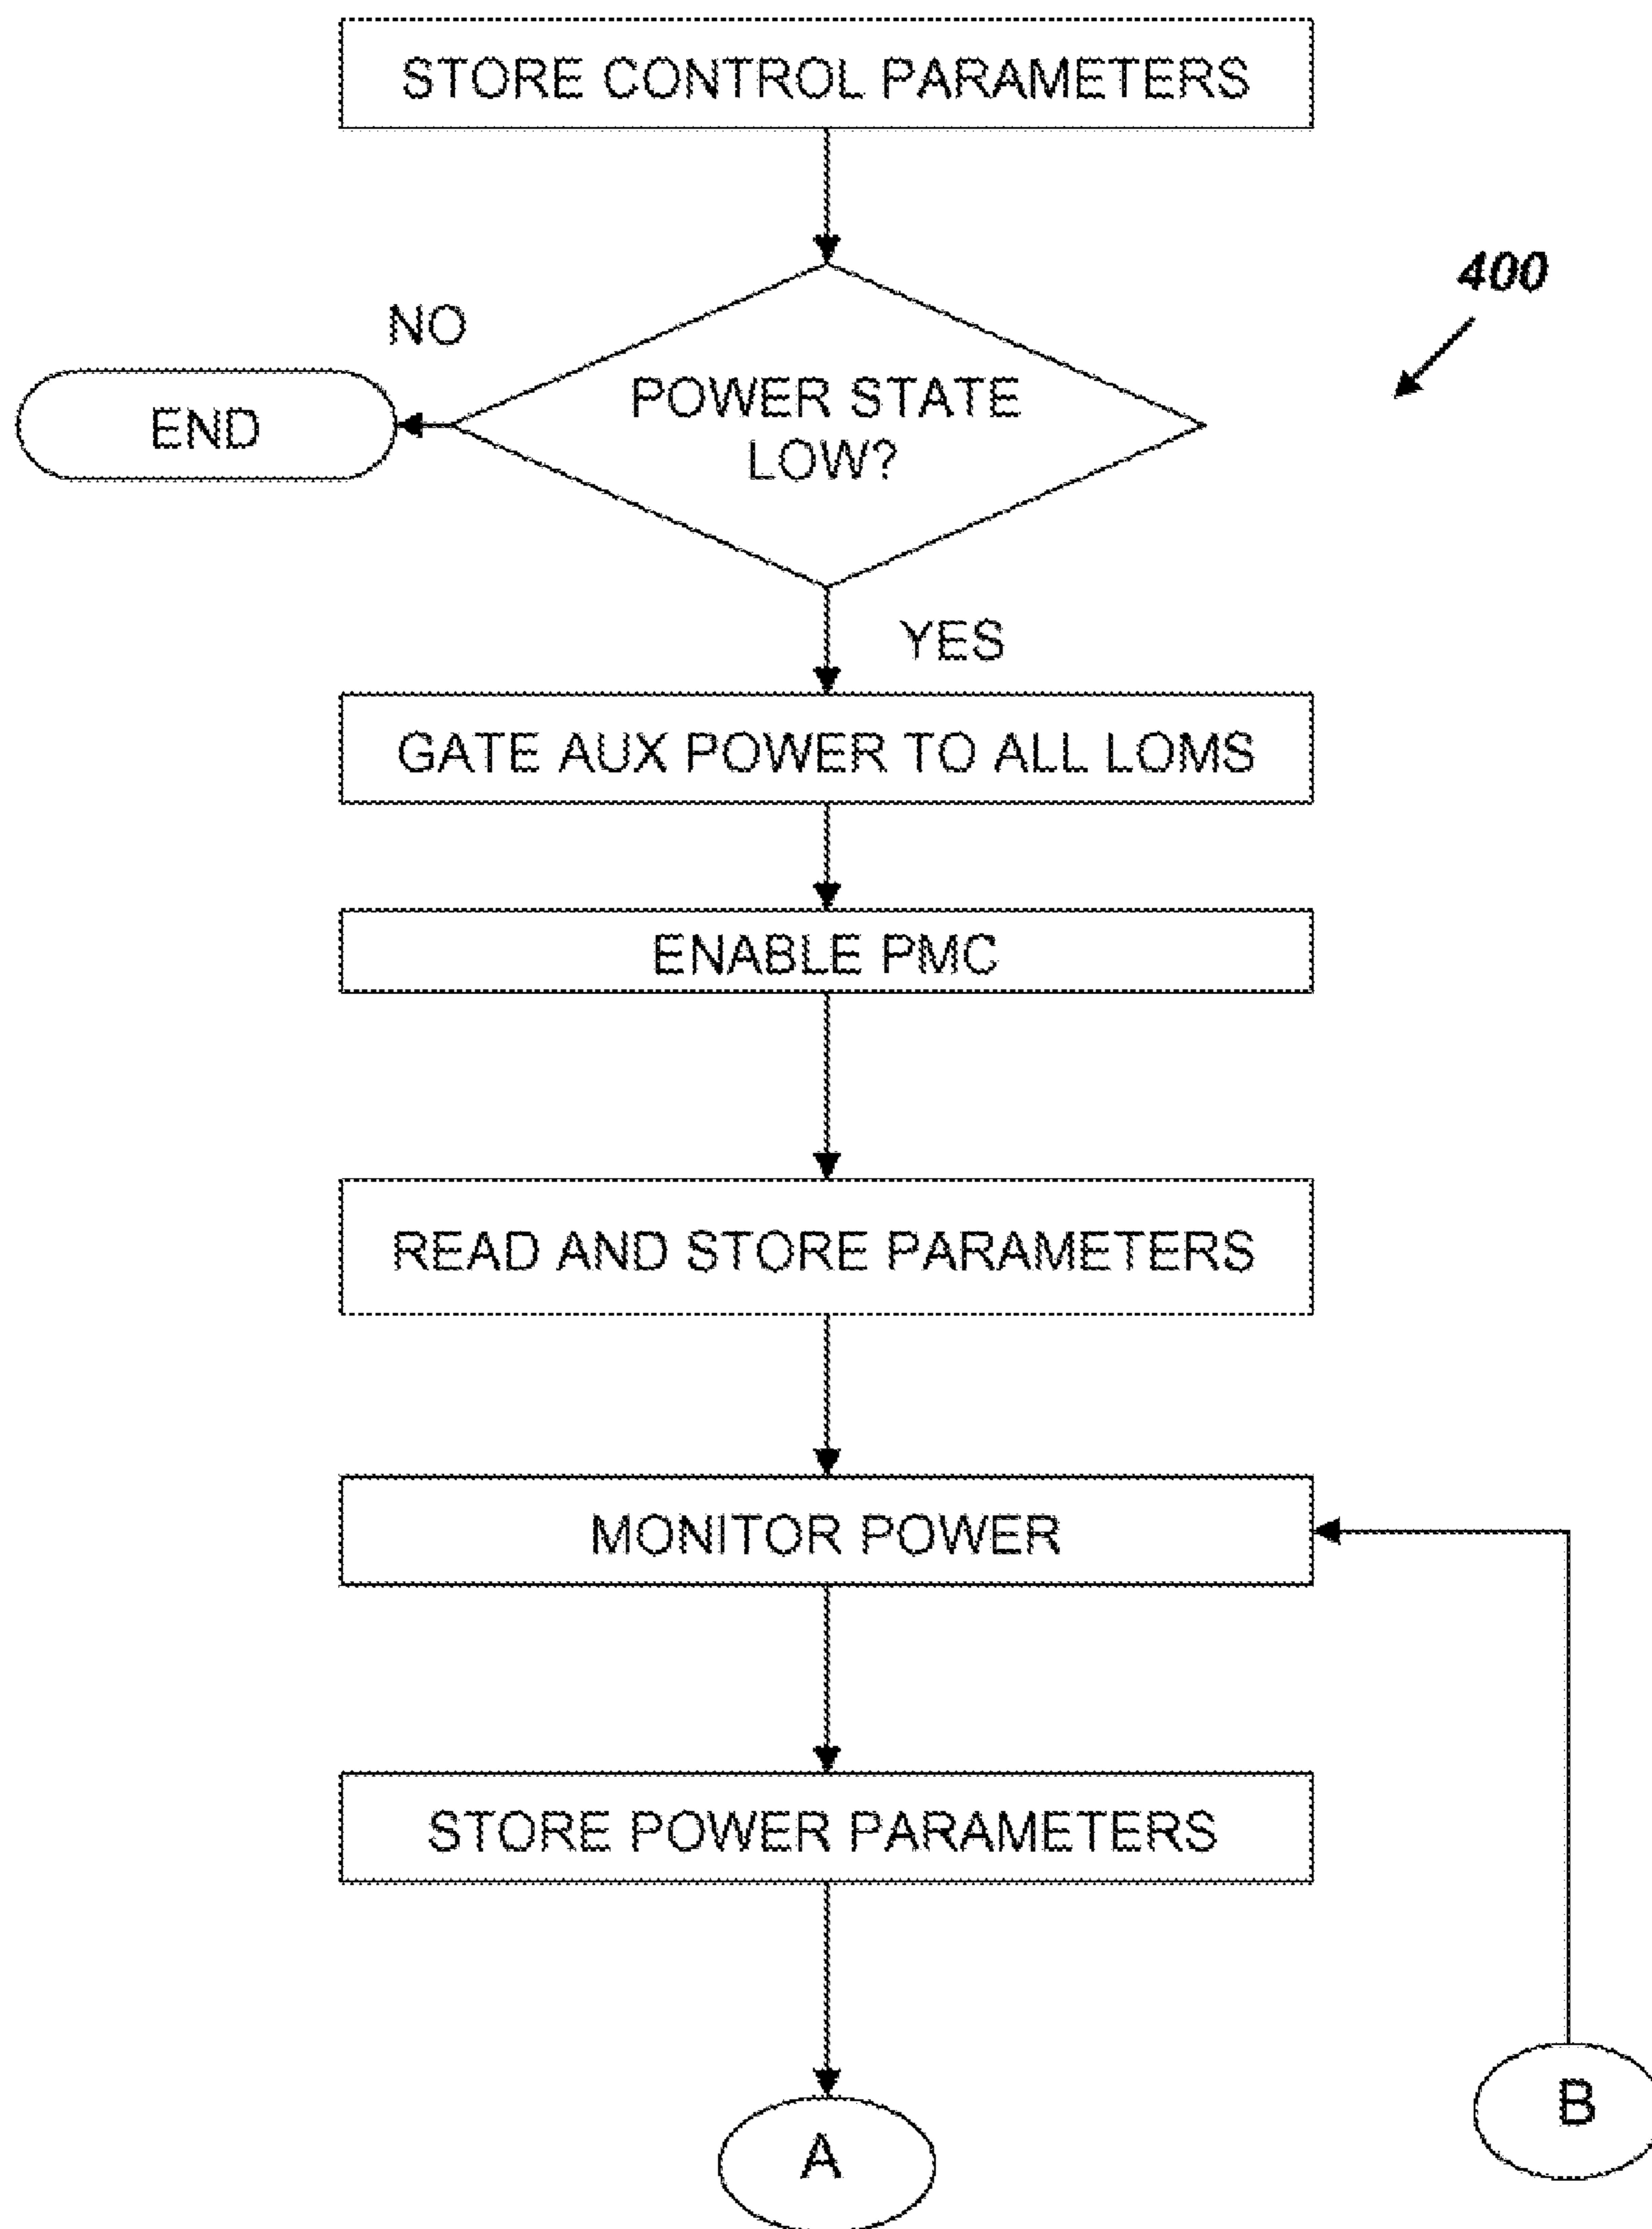 STORE CONTROL PARAMETERS
400
NO
POWER STATE
LOW?
END
YES
GATE AUX POWER TO ALL LOMS
ENABLE PMC
READ AND STORE PARAMETERS
MONITOR POWER
STORE POWER PARAMETERS
B
A